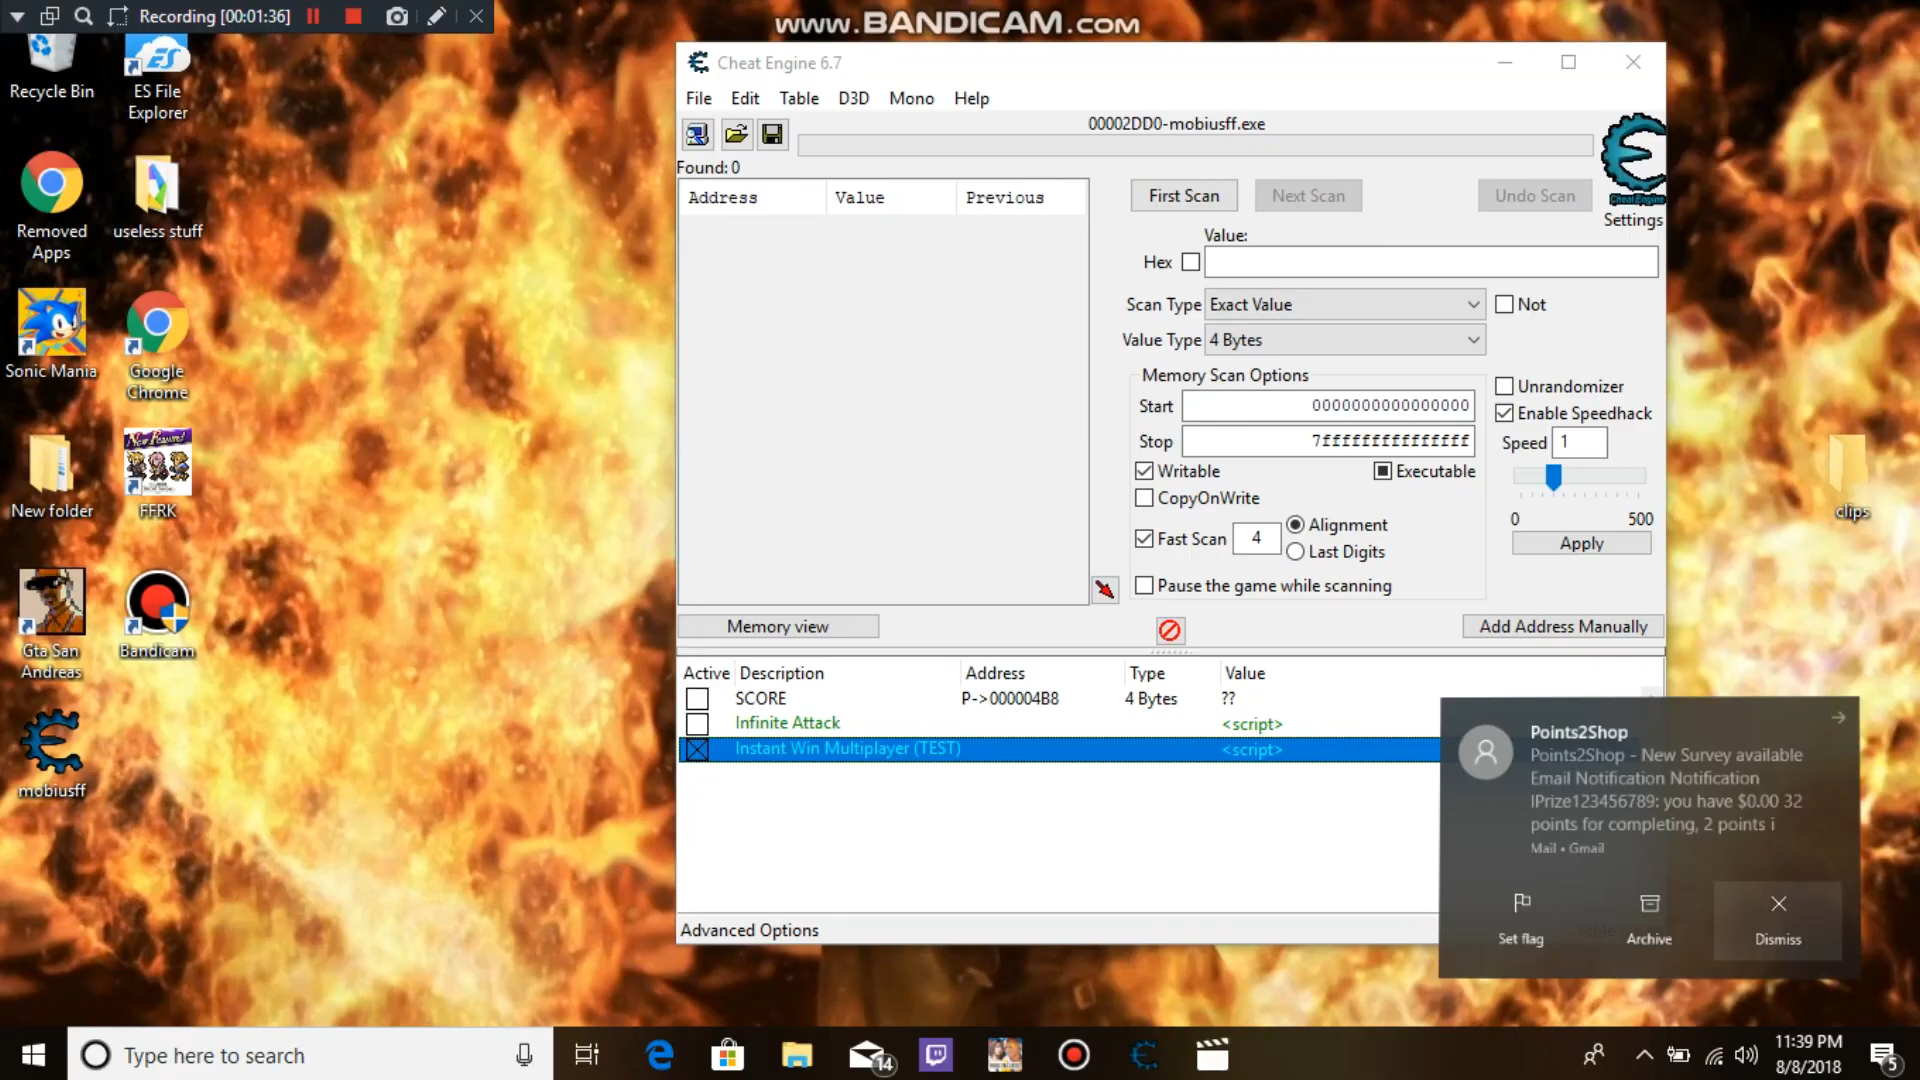 Recording [00:01:36]
www.BANDICAM.com
Recycle Bin
ES File
Explorer
Removed
Apps
useless stuff
Sonic Mania
Google
Chrome
New folder
New Feature!
FFRK
Gta San
Andreas
Bandicam
mobiusff
clips
Cheat Engine 6.7
File Edit Table D3D Mono Help
00002DD0-mobiusff.exe
Found: 0
Address Value Previous
First Scan Next Scan Undo Scan
Cheat Engine
Settings
Value:
Hex
Scan Type Exact Value Not
Value Type 4 Bytes
Memory Scan Options
Start 0000000000000000
Stop 7fffffffffffffff
Writable Executable
CopyOnWrite
Fast Scan 4 Alignment
Last Digits
Pause the game while scanning
Unrandomizer
Enable Speedhack
Speed 1
0 500
Apply
Memory view
Add Address Manually
Active Description Address Type Value
SCORE P->000004B8 4 Bytes ??
Infinite Attack <script>
Instant Win Multiplayer (TEST) <script>
Advanced Options
Points2Shop
Points2Shop - New Survey available
Email Notification Notification
IPrize123456789: you have $0.00 32
points for completing, 2 points i
Mail • Gmail
Set flag Archive Dismiss
Type here to search
14
11:39 PM
8/8/2018
5